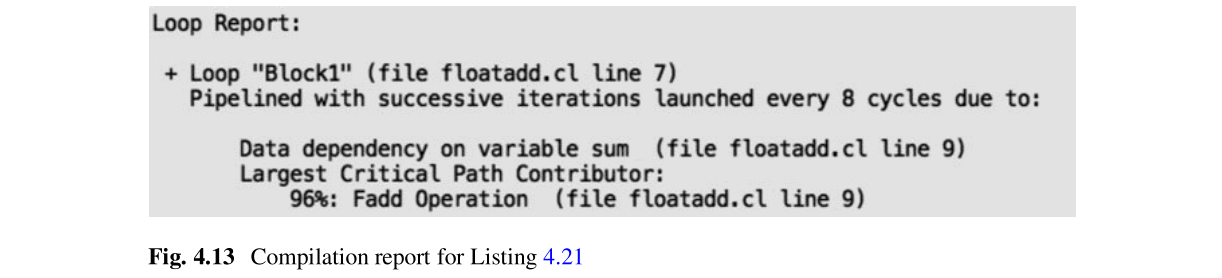 Loop Report:
+ Loop "Block1" (file floatadd.cl line 7)
Pipelined with successive iterations launched every 8 cycles due to:
Data dependency on variable sum (file floatadd.cl line 9)
Largest Critical Path Contributor:
96%: Fadd Operation (file floatadd.cl line 9)
Fig. 4.13 Compilation report for Listing 4.21